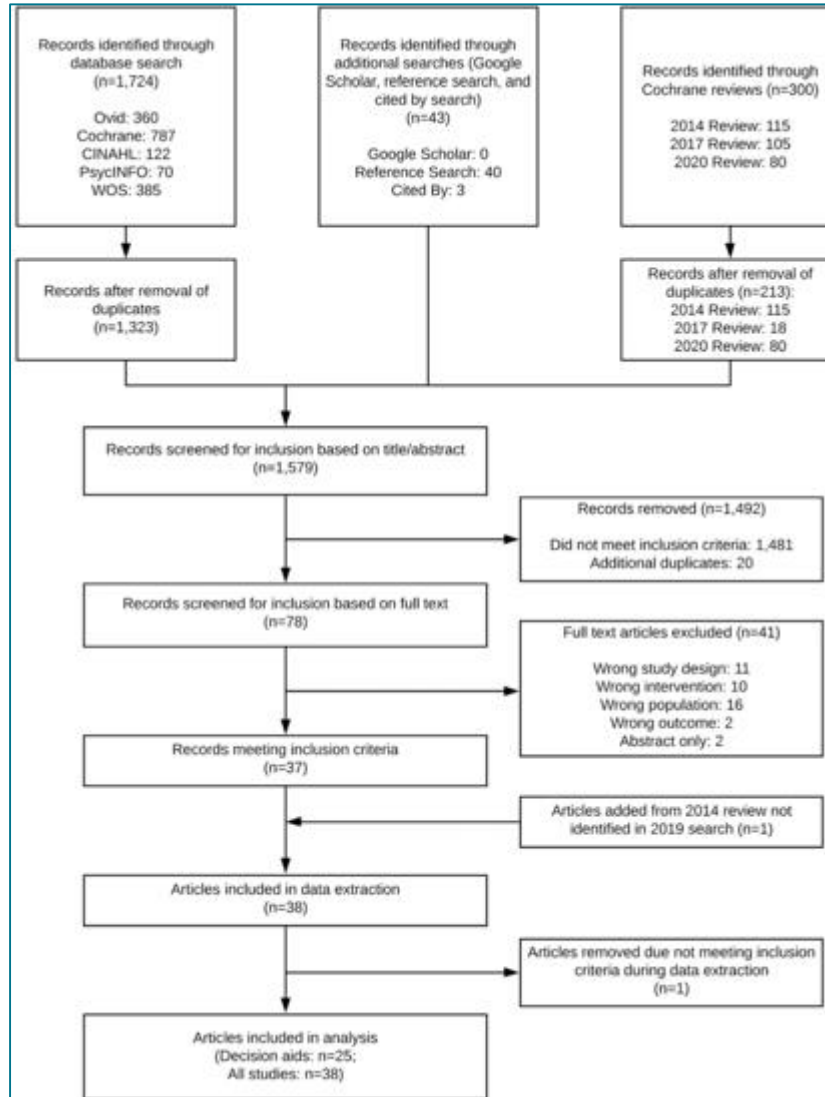 Records identified through
database search
(n=1,724)
Ovid: 360
Cochrane: 787
CINAHL: 122
PsycINFO: 70
WOS: 385
Records identified through
additional searches (Google
Scholar, reference search, and
cited by search)
(n=43)
Google Scholar: 0
Reference Search: 40
Cited By: 3
Records identified through
Cochrane reviews (n=300)
2014 Review: 115
2017 Review: 105
2020 Review: 80
Records after removal of
duplicates
(n=1,323)
Records after removal of
duplicates (n=213):
2014 Review: 115
2017 Review: 18
2020 Review: 80
Records screened for inclusion based on title/abstract
(n=1,579)
Records removed (n=1,492)
Did not meet inclusion criteria: 1,481
Additional duplicates: 20
Records screened for inclusion based on full text
(n=78)
Full text articles excluded (n=41)
Wrong study design: 11
Wrong intervention: 10
Wrong population: 16
Wrong outcome: 2
Abstract only: 2
Records meeting inclusion criteria
(n=37)
Articles added from 2014 review not
identified in 2019 search (n=1)
Articles included in data extraction
(n=38)
Articles removed due not meeting inclusion
criteria during data extraction
(n=1)
Articles included in analysis
(Decision aids: n=25;
All studies: n=38)